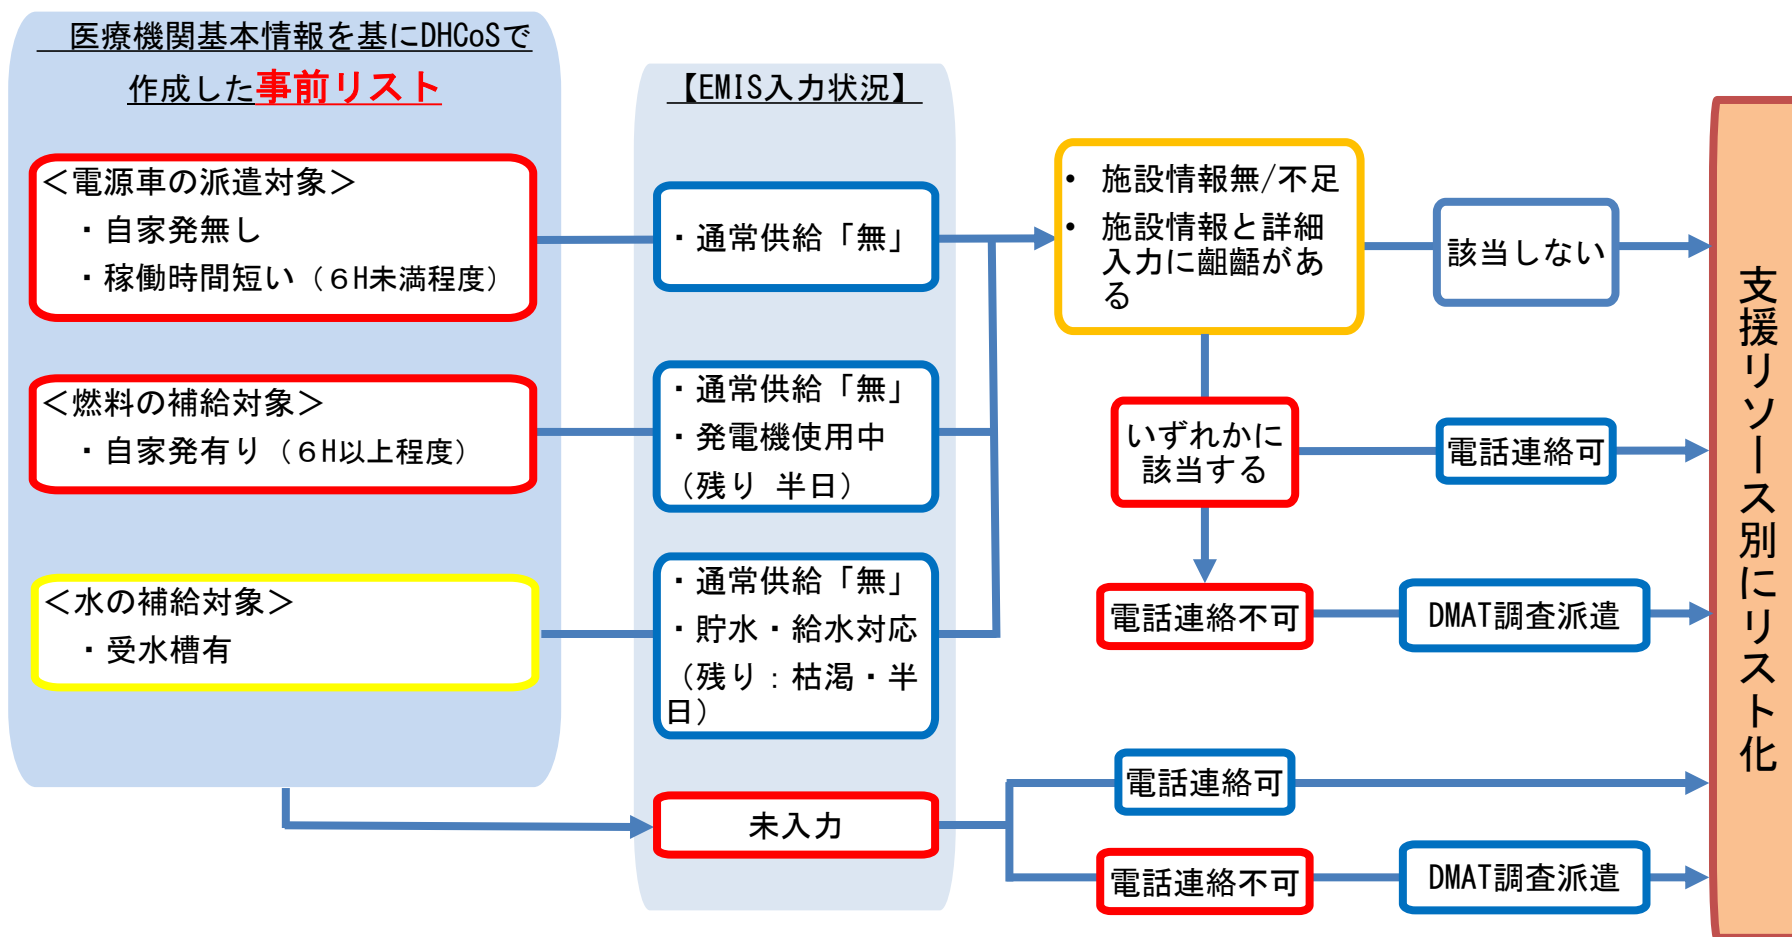 医療機関基本情報を基にDHCoSで
作成した事前リスト
＜電源車の派遣対象＞
・自家発無し
・稼働時間短い（６H未満程度）
＜燃料の補給対象＞
・自家発有り（６H以上程度）
＜水の補給対象＞
・受水槽有
【EMIS入力状況】
・通常供給「無」
・通常供給「無」
・発電機使用中
（残り 半日）
・通常供給「無」
・貯水・給水対応
（残り：枯渇・半
日）
未入力
• 施設情報無/不足
• 施設情報と詳細
入力に齟齬があ
る
該当しない
いずれかに
該当する
電話連絡可
電話連絡不可
DMAT調査派遣
電話連絡可
電話連絡不可
DMAT調査派遣
支援リソース別にリスト化